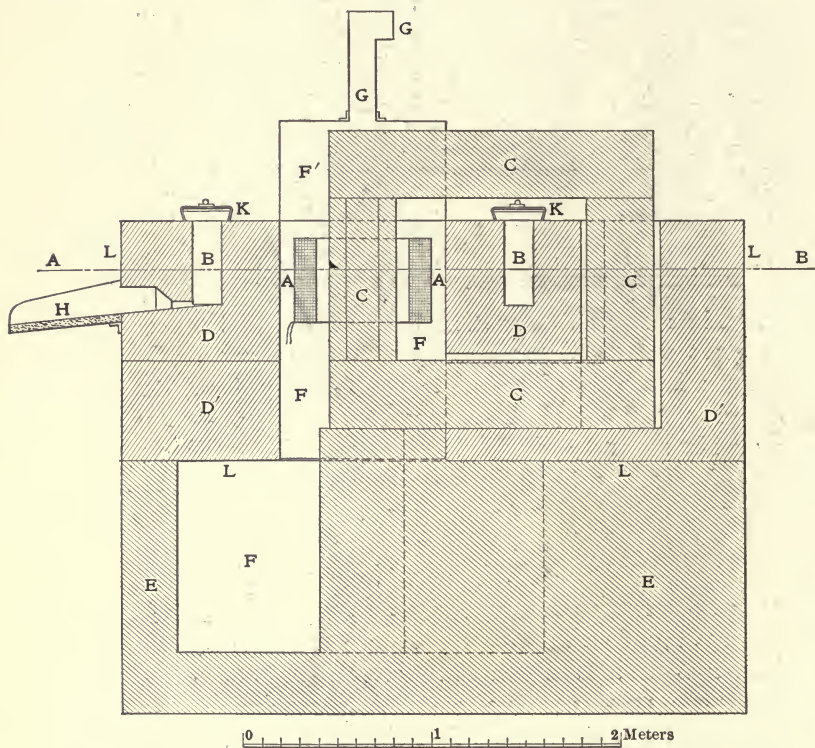 G
G
F′
C
K K
A L B B L B
A C A C
H
D F D
F
D′ C D′
L L
F
E E
0 1 2 Meters